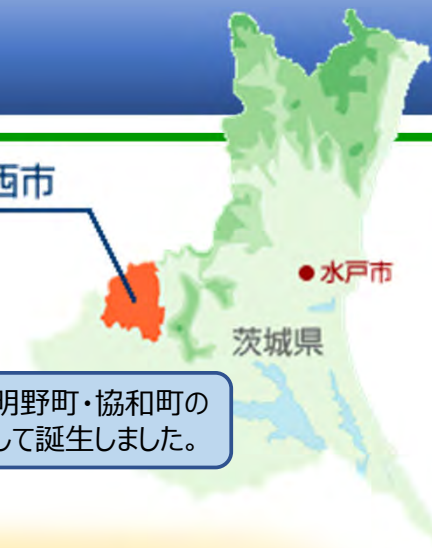 西市
●水戸市
茨城県
明野町・協和町の
して誕生しました。